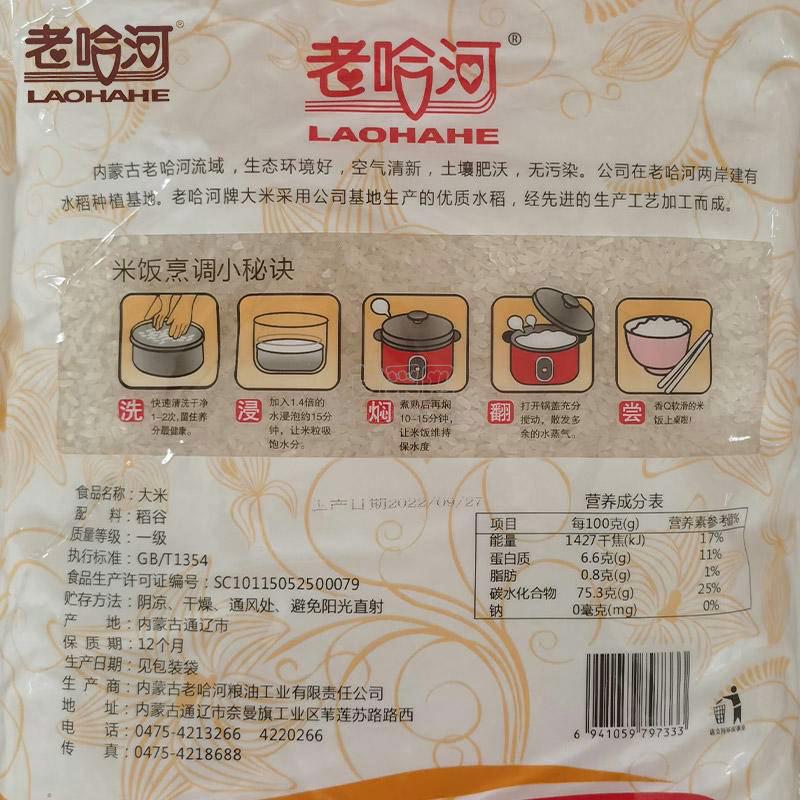 老哈河®
LAOHAHE
老哈河®
LAOHAHE
内蒙古老哈河流域，生态环境好，空气清新，土壤肥沃，无污染。公司在老哈河两岸建有
水稻种植基地。老哈河牌大米采用公司基地生产的优质水稻，经先进的生产工艺加工而成。
米饭烹调小秘诀
洗
快速清洗干净
1-2次，留住养
分最健康。
浸
加入1.4倍的
水浸泡约15分
钟，让米粒吸
饱水分。
焖
煮熟后再焖
10-15分钟，
让米饭维持
保水度
翻
打开锅盖充分
搅动，散发多
余的水蒸气。
尝
香Q软滑的米
饭上桌啦！
食品名称：大米
配料：稻谷
质量等级：一级
执行标准：GB/T1354
食品生产许可证编号：SC10115052500079
贮存方法：阴凉、干燥、通风处、避免阳光直射
产地：内蒙古通辽市
保质期：12个月
生产日期：见包装袋
生产商：内蒙古老哈河粮油工业有限责任公司
地址：内蒙古通辽市奈曼旗工业区苇莲苏路路西
电话：0475-4213266 4220266
传真：0475-4218688
生产日期2022/09/27
营养成分表
项目 每100克(g) 营养素参考值%
能量 1427千焦(kJ) 17%
蛋白质 6.6克(g) 11%
脂肪 0.8克(g) 1%
碳水化合物 75.3克(g) 25%
钠 0毫克(mg) 0%
6 941059 797333